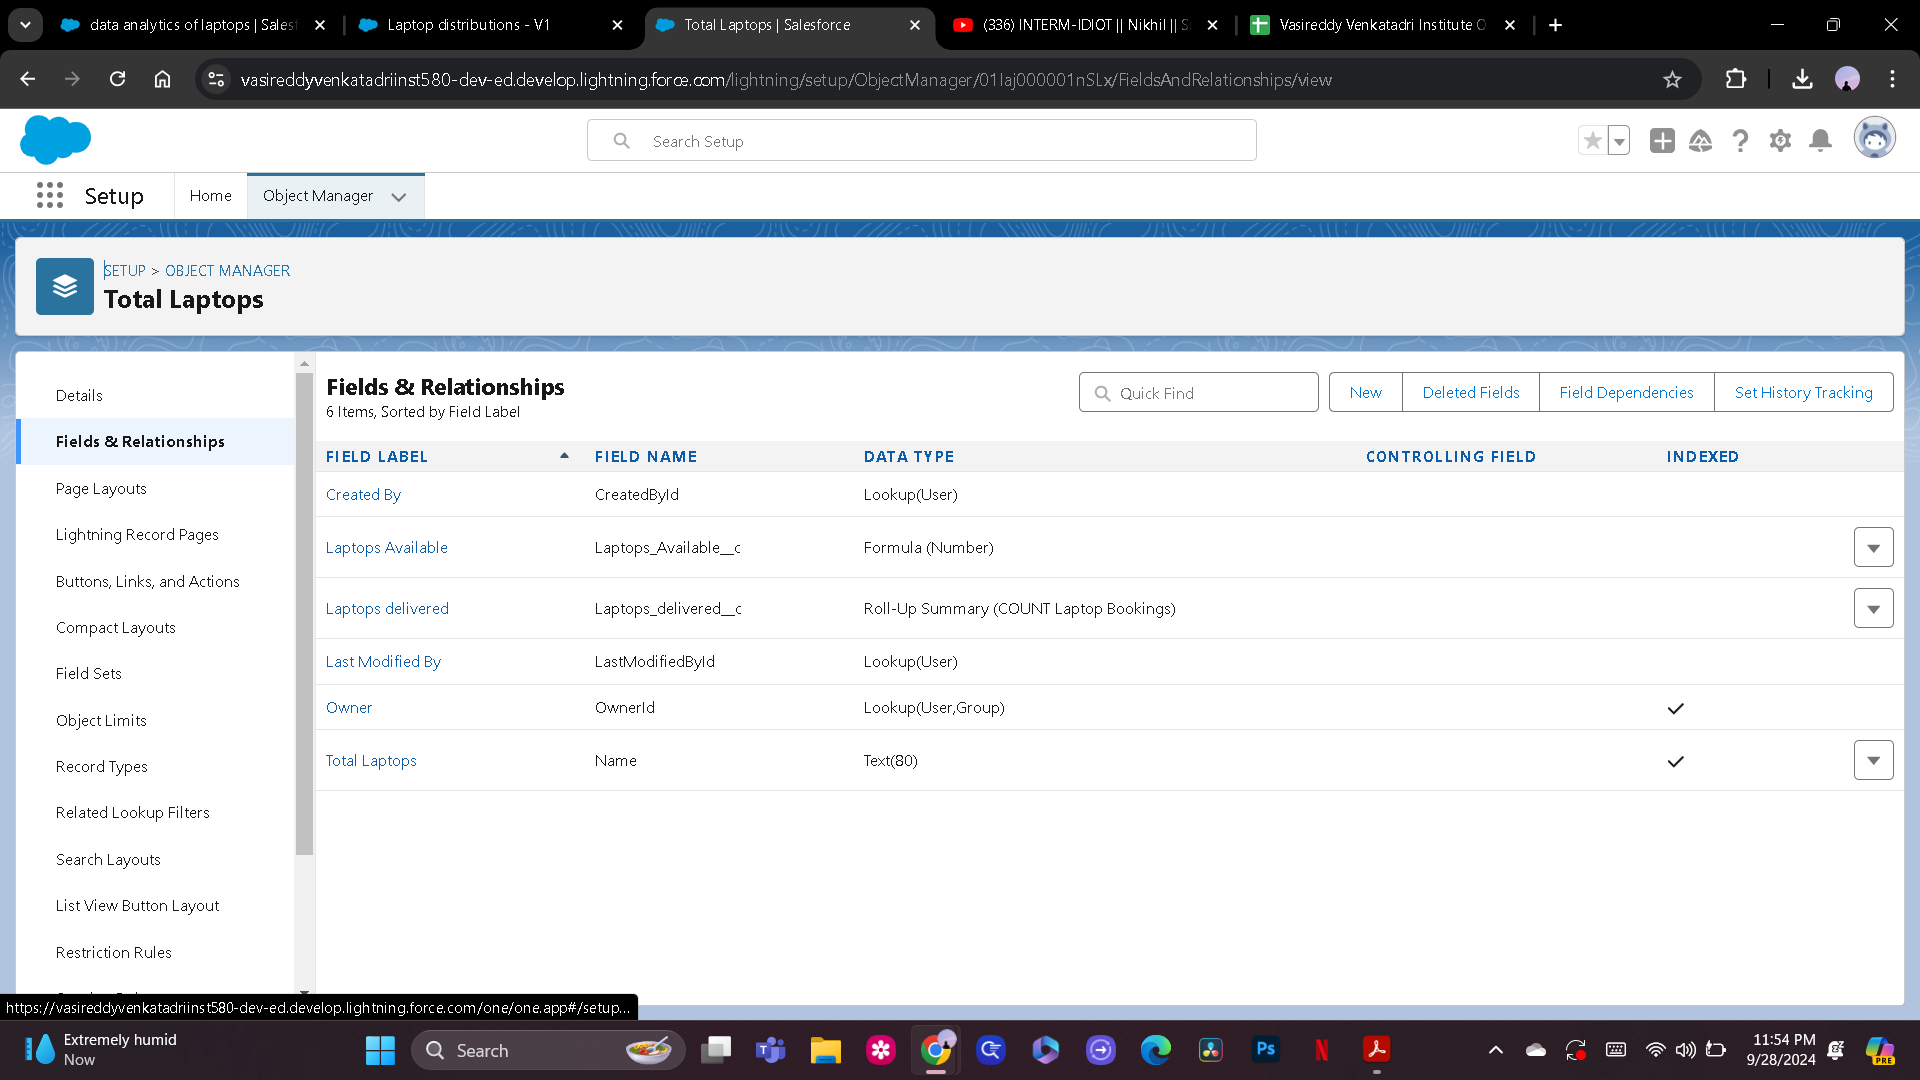 data analytics of laptops | Sales
Laptop distributions - V1
Total Laptops | Salesforce
(336) INTERM-IDIOT || Nikhil || S
Vasireddy Venkatadri Institute O
vasireddyvenkatadriinst580-dev-ed.develop.lightning.force.com/lightning/setup/ObjectManager/01Iaj000001nSLx/FieldsAndRelationships/view
Search Setup
Setup
Home
Object Manager
SETUP > OBJECT MANAGER
Total Laptops
Details
Fields & Relationships
Page Layouts
Lightning Record Pages
Buttons, Links, and Actions
Compact Layouts
Field Sets
Object Limits
Record Types
Related Lookup Filters
Search Layouts
List View Button Layout
Restriction Rules
Fields & Relationships
6 Items, Sorted by Field Label
Quick Find
New
Deleted Fields
Field Dependencies
Set History Tracking
FIELD LABEL FIELD NAME DATA TYPE CONTROLLING FIELD INDEXED
Created By CreatedById Lookup(User)
Laptops Available Laptops_Available__c Formula (Number)
Laptops delivered Laptops_delivered__c Roll-Up Summary (COUNT Laptop Bookings)
Last Modified By LastModifiedById Lookup(User)
Owner OwnerId Lookup(User,Group)
Total Laptops Name Text(80)
https://vasireddyvenkatadriinst580-dev-ed.develop.lightning.force.com/one/one.app#/setup...
Extremely humid
Now
Search
Ps
11:54 PM
9/28/2024
PRE